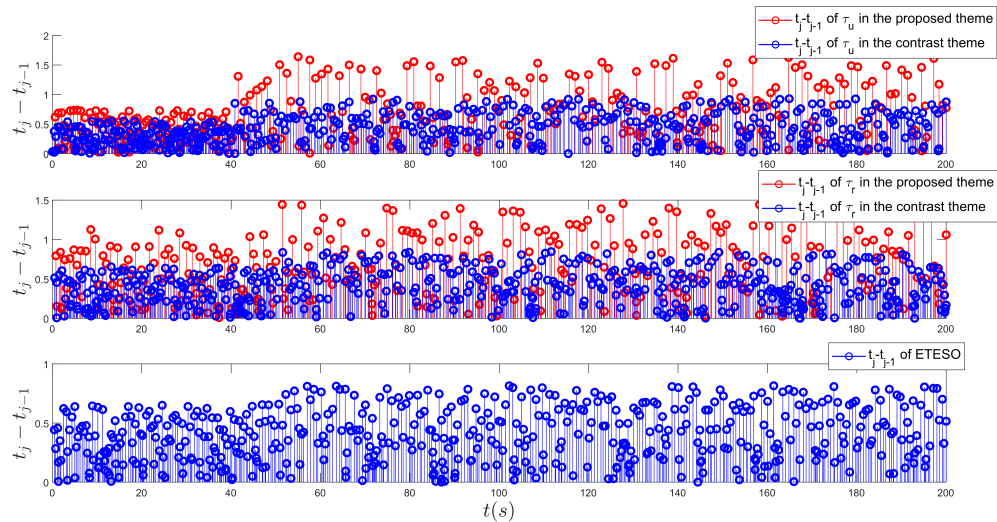 t_j-t_{j-1} of τ_u in the proposed theme
t_j-t_{j-1} of τ_u in the contrast theme
t_j − t_{j−1}
2
1.5
1
0.5
0
0 20 40 60 80 100 120 140 160 180 200
t_j-t_{j-1} of τ_r in the proposed theme
t_j-t_{j-1} of τ_r in the contrast theme
t_j − t_{j−1}
1.5
1
0.5
0
0 20 40 60 80 100 120 140 160 180 200
t_j-t_{j-1} of ETESO
t_j − t_{j−1}
1
0.5
0
0 20 40 60 80 100 120 140 160 180 200
t(s)